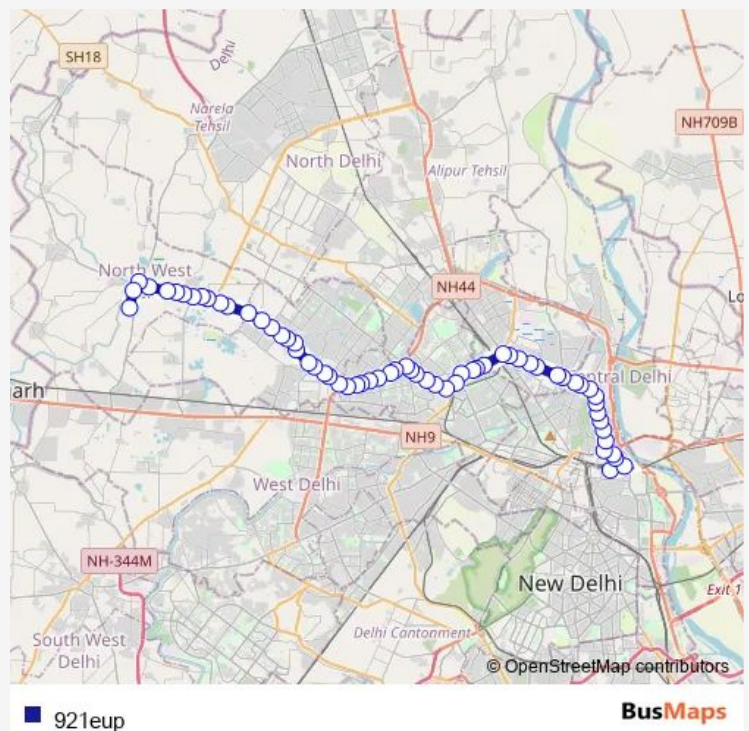 SH18
Delhi
Narela
Tehsil
NH709B
North Delhi
Alipur Tehsil
North West
NH44
Lo
Central Delhi
arh
NH9
West Delhi
NH-344M
New Delhi
Exit 1
South West
Delhi
Delhi Cantonment
© OpenStreetMap contributors
921eup
BusMaps